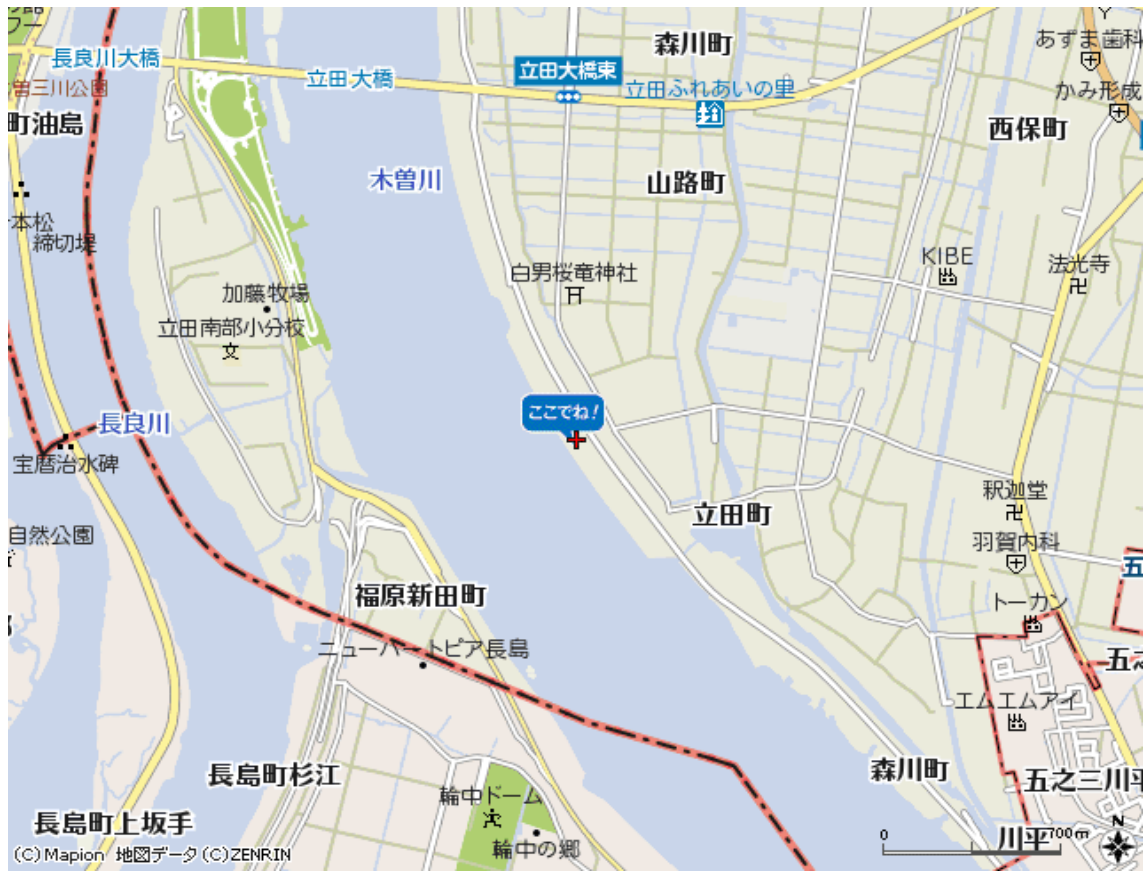 長良川大橋
立田大橋
立田大橋東
森川町
立田ふれあいの里
あずま歯科
かみ形成
西保町
曽三川公園
町油島
木曽川
山路町
本松
締切堤
加藤牧場
立田南部小分校
白男桜竜神社
KIBE
法光寺
長良川
宝暦治水碑
ここでね!
自然公園
立田町
釈迦堂
羽賀内科
五
福原新田町
トーカン
ニューハートピア長島
五之
エムエムアイ
長島町杉江
森川町
五之三川平
輪中ドーム
長島町上坂手
輪中の郷
川平
0
700m
N
(C)Mapion 地図データ(C)ZENRIN